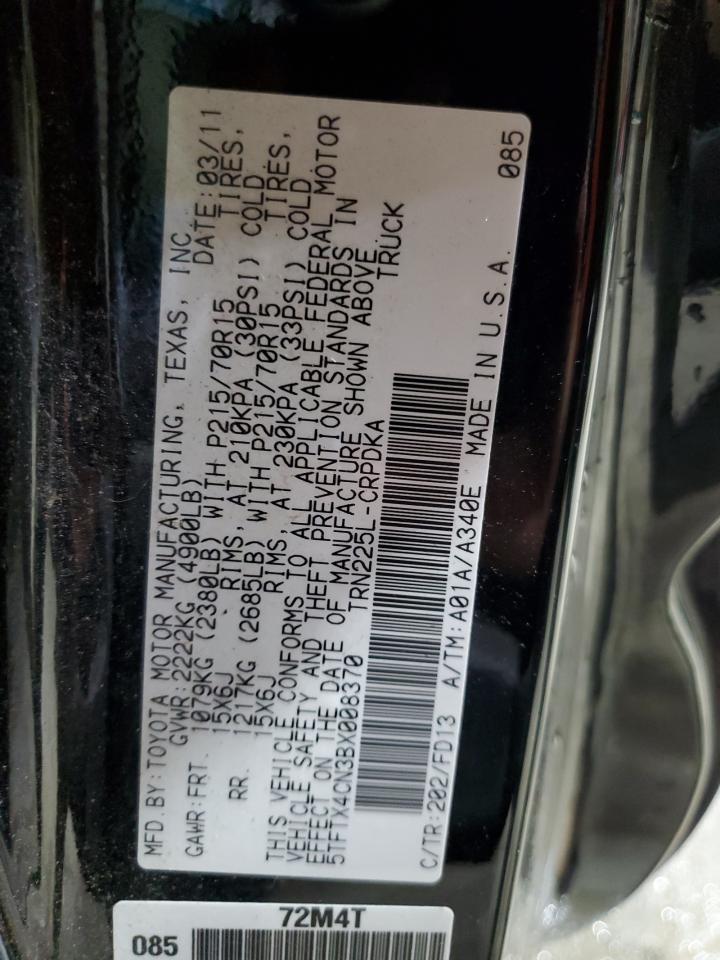 MFD.BY:TOYOTA MOTOR MANUFACTURING, TEXAS, INC.
GVWR:2222KG (4900LB) DATE:03/11
GAWR:FRT. 1079KG (2380LB) WITH P215/70R15 TIRES,
15X6J RIMS, AT 210KPA (30PSI) COLD
RR. 1217KG (2685LB) WITH P215/70R15 TIRES,
15X6J RIMS, AT 230KPA (33PSI) COLD
THIS VEHICLE CONFORMS TO ALL APPLICABLE FEDERAL MOTOR
VEHICLE SAFETY AND THEFT PREVENTION STANDARDS IN
EFFECT ON THE DATE OF MANUFACTURE SHOWN ABOVE.
5TFTX4CN3BX008370 TRN225L-CRPDKA TRUCK
C/TR:202/FD13 A/TM:A01A/A340E MADE IN U.S.A. 085
72M4T
085